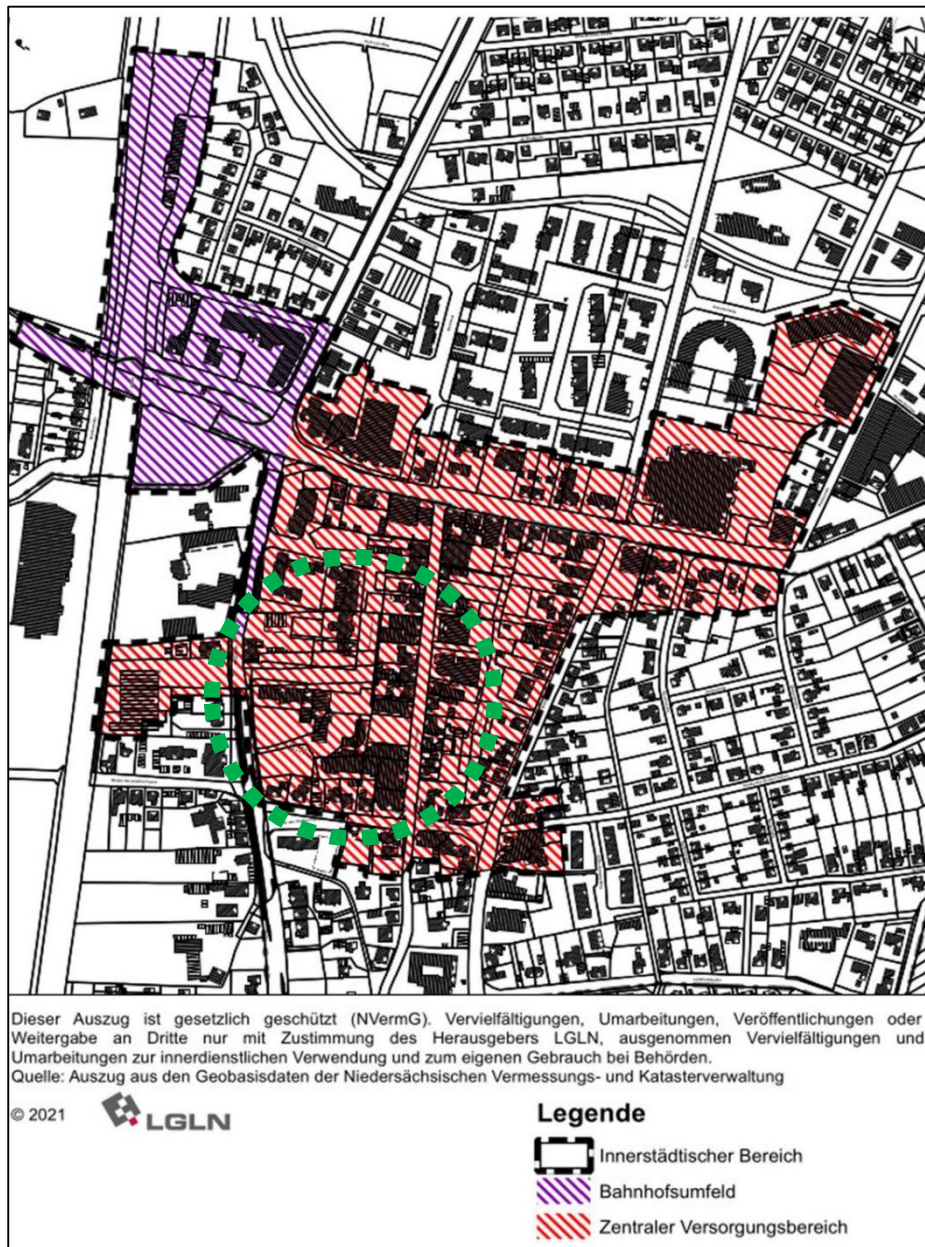 N
Dieser Auszug ist gesetzlich geschützt (NVermG). Vervielfältigungen, Umarbeitungen, Veröffentlichungen oder
Weitergabe an Dritte nur mit Zustimmung des Herausgebers LGLN, ausgenommen Vervielfältigungen und
Umarbeitungen zur innerdienstlichen Verwendung und zum eigenen Gebrauch bei Behörden.
Quelle: Auszug aus den Geobasisdaten der Niedersächsischen Vermessungs- und Katasterverwaltung
© 2021 LGLN
Legende
Innerstädtischer Bereich
Bahnhofsumfeld
Zentraler Versorgungsbereich